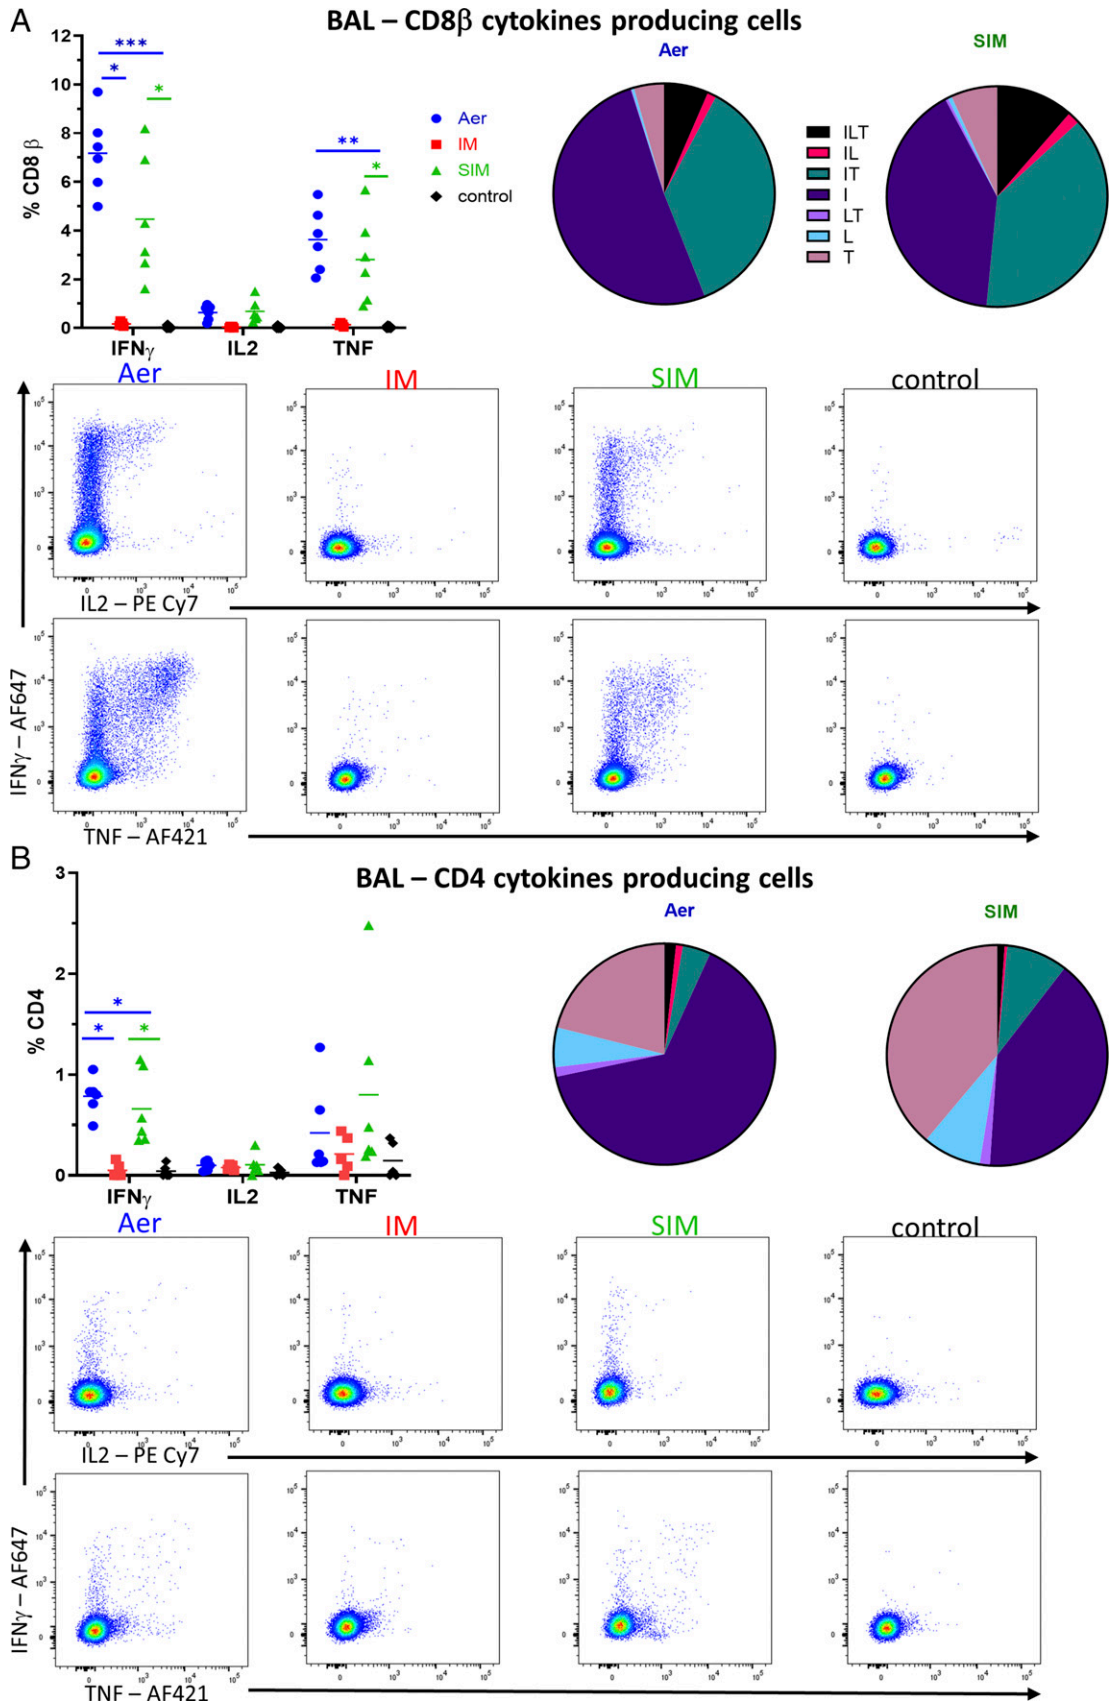 A
BAL – CD8β cytokines producing cells
12
10
8
6
4
2
0
% CD8 β
***
*
*
**
*
IFNγ
IL2
TNF
Aer
IM
SIM
control
Aer
SIM
ILT
IL
IT
I
LT
L
T
Aer
IM
SIM
control
IL2 – PE Cy7
IFNγ – AF647
TNF – AF421
B
BAL – CD4 cytokines producing cells
3
2
1
0
% CD4
*
*
*
IFNγ
IL2
TNF
Aer
SIM
Aer
IM
SIM
control
IL2 – PE Cy7
IFNγ – AF647
TNF – AF421